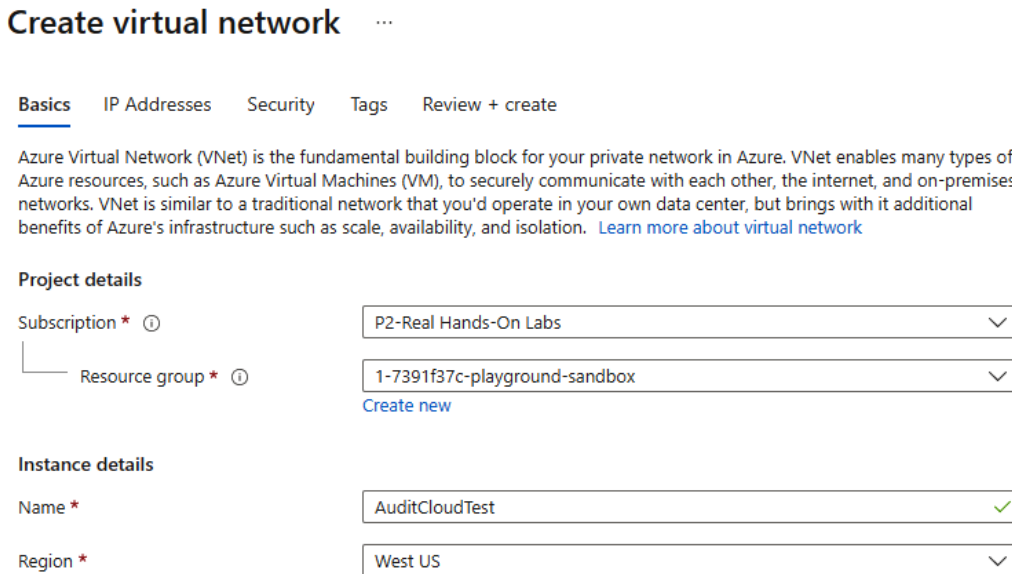 Create virtual network ...
Basics IP Addresses Security Tags Review + create
Azure Virtual Network (VNet) is the fundamental building block for your private network in Azure. VNet enables many types of
Azure resources, such as Azure Virtual Machines (VM), to securely communicate with each other, the internet, and on-premises
networks. VNet is similar to a traditional network that you'd operate in your own data center, but brings with it additional
benefits of Azure's infrastructure such as scale, availability, and isolation. Learn more about virtual network
Project details
Subscription * P2-Real Hands-On Labs
Resource group * 1-7391f37c-playground-sandbox
Create new
Instance details
Name * AuditCloudTest
Region * West US